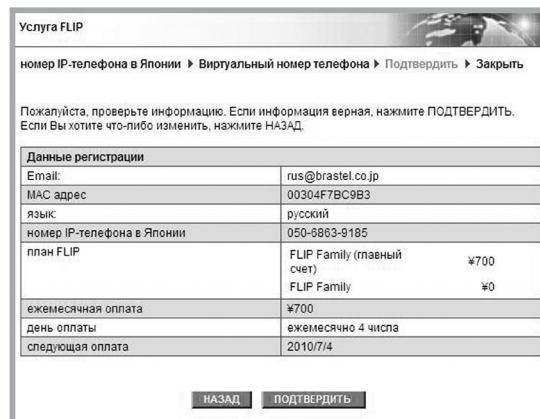 Услуга FLIP
номер IP-телефона в Японии ▶ Виртуальный номер телефона ▶ Подтвердить ▶ Закрыть
Пожалуйста, проверьте информацию. Если информация верная, нажмите ПОДТВЕРДИТЬ.
Если Вы хотите что-либо изменить, нажмите НАЗАД.
Данные регистрации
Email: rus@brastel.co.jp
MAC адрес 00304F7BC9B3
язык: русский
номер IP-телефона в Японии 050-6863-9185
план FLIP FLIP Family (главный счет) ¥700
FLIP Family ¥0
ежемесячная оплата ¥700
день оплаты ежемесячно 4 числа
следующая оплата 2010/7/4
НАЗАД ПОДТВЕРДИТЬ